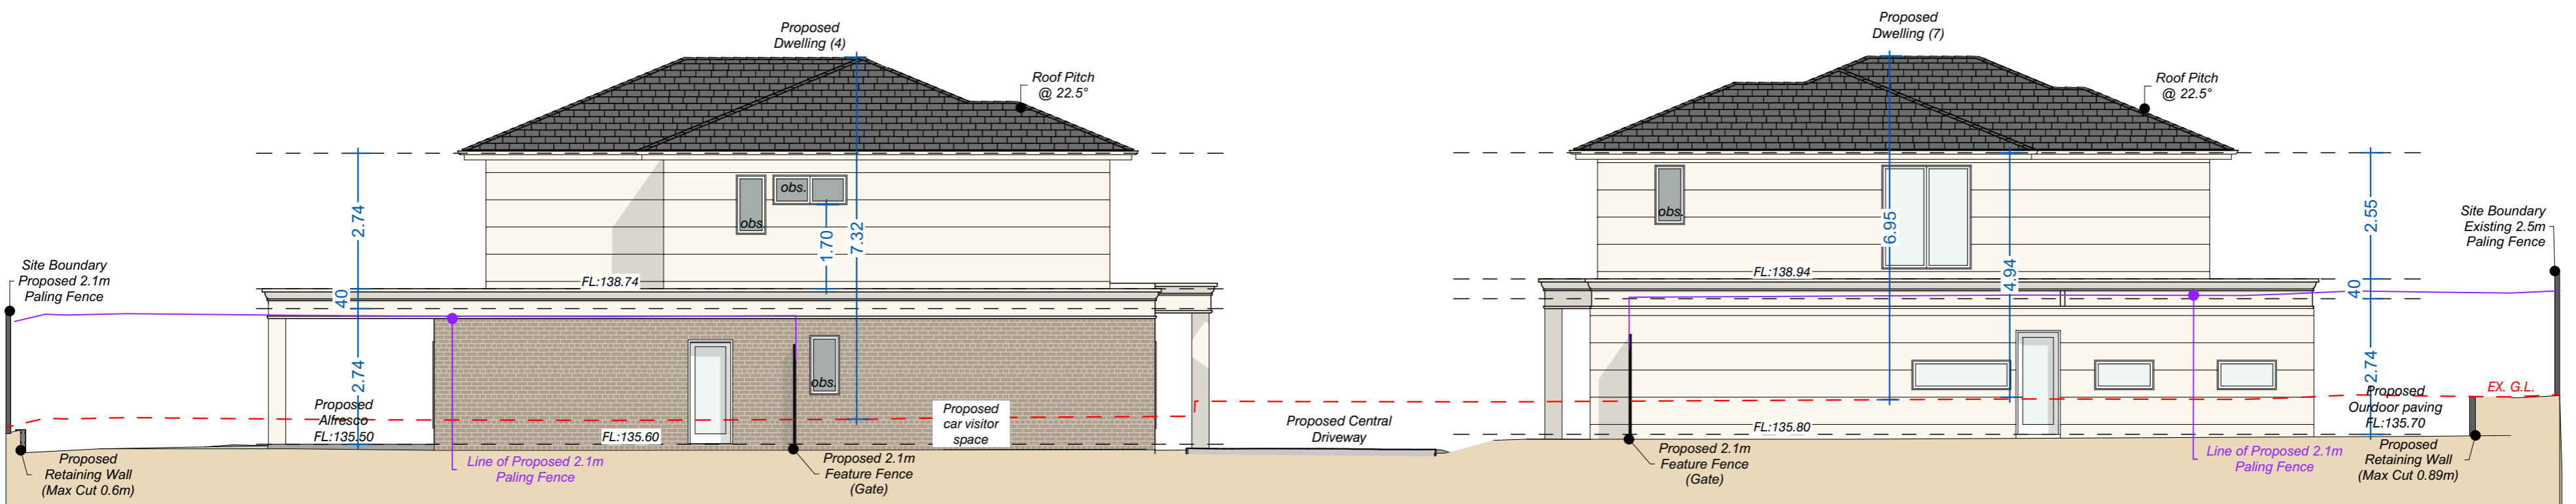 Proposed
Dwelling (4)
Roof Pitch
@ 22.5°
Proposed
Dwelling (7)
Roof Pitch
@ 22.5°
Site Boundary
Proposed 2.1m
Paling Fence
2.74
40
2.74
obs.
obs.
1.70
7.32
FL:138.74
obs.
Proposed
Alfresco
FL:135.50
FL:135.60
Proposed
car visitor
space
Proposed
Retaining Wall
(Max Cut 0.6m)
Line of Proposed 2.1m
Paling Fence
Proposed 2.1m
Feature Fence
(Gate)
Proposed Central
Driveway
obs.
6.95
4.94
FL:138.94
FL:135.80
2.55
40
2.74
Site Boundary
Existing 2.5m
Paling Fence
EX. G.L.
Proposed
Ourdoor paving
FL:135.70
Proposed 2.1m
Feature Fence
(Gate)
Line of Proposed 2.1m
Paling Fence
Proposed
Retaining Wall
(Max Cut 0.89m)